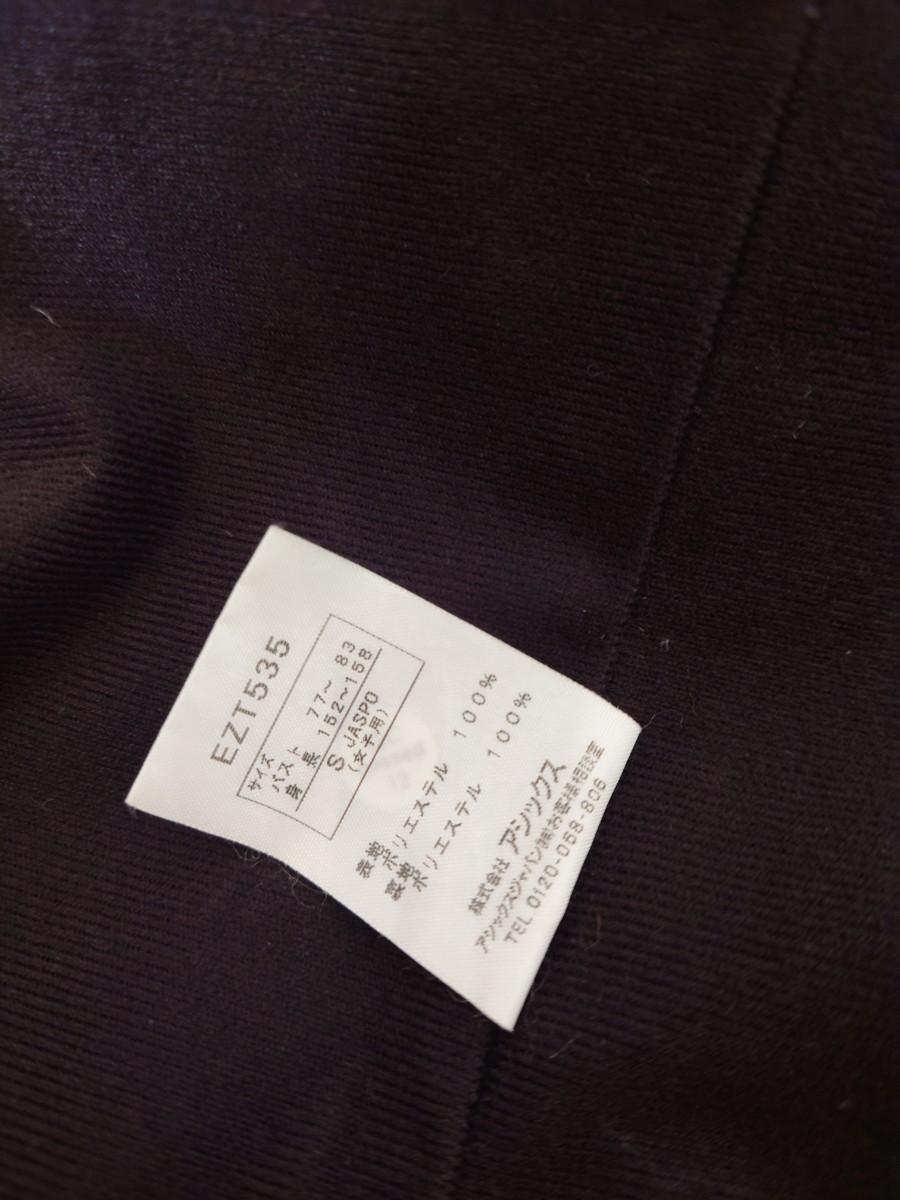 EZT535
サイズ
バスト 77～ 83
身 長 152～158
S JASPO
(女子用)
表地ポリエステル 100%
裏地ポリエステル 100%
株式会社 アシックス
アシックスジャパン(株)お客様相談室
TEL.0120-068-806